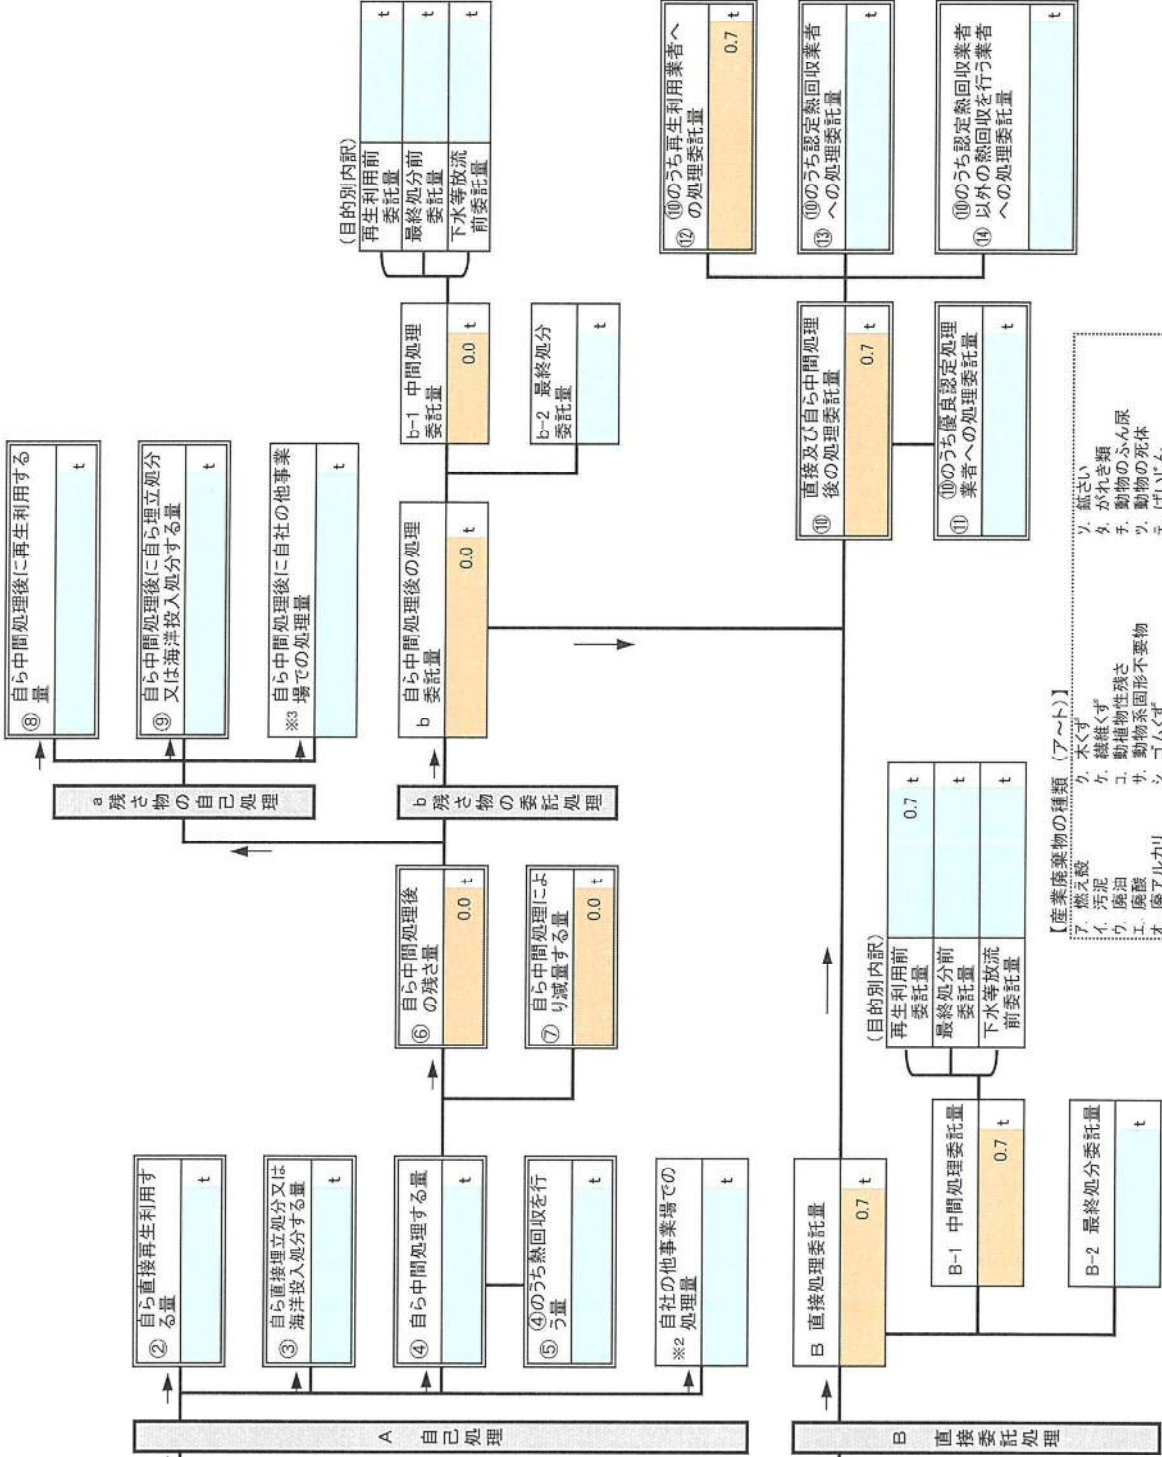 A 自己処理
② 自ら直接再生利用す
る量
t
③ 自ら直接埋立処分又は
海洋投入処分する量
t
④ 自ら中間処理する量
t
⑤ ④のうち熱回収を行
う量
t
※2 自社の他事業場での
処理量
t
⑥ 自ら中間処理後
の残さ量
0.0 t
⑦ 自ら中間処理によ
り減量する量
0.0 t
a 残さ物の自己処理
⑧ 自ら中間処理後に再生利用する
量
t
⑨ 自ら中間処理後に自ら埋立処分
又は海洋投入処分する量
t
※3 自ら中間処理後に自社の他事業
場での処理量
t
b 残さ物の委託処理
b 自ら中間処理後の処理
委託量
0.0 t
b-1 中間処理
委託量
0.0 t
b-2 最終処分
委託量
t
(目的別内訳)
再生利用前
委託量
t
最終処分前
委託量
t
下水等放流
前委託量
t
B 直接委託処理
B 直接処理委託量
0.7 t
B-1 中間処理委託量
0.7 t
B-2 最終処分委託量
t
(目的別内訳)
再生利用前
委託量
0.7 t
最終処分前
委託量
t
下水等放流
前委託量
t
⑩ 直接及び自ら中間処理
後の処理委託量
0.7 t
⑪ ⑩のうち優良認定処理
業者への処理委託量
t
⑫ ⑩のうち再生利用業者へ
の処理委託量
0.7 t
⑬ ⑩のうち認定熱回収業者
への処理委託量
t
⑭ ⑩のうち認定熱回収業者
以外の熱回収を行う業者
への処理委託量
t
【産業廃棄物の種類(ア～ト)】
ア. 燃え殻
イ. 汚泥
ウ. 廃油
エ. 廃酸
オ. 廃アルカリ
ク. 木くず
ケ. 繊維くず
コ. 動植物性残さ
サ. 動物系固形不要物
シ. ゴムくず
ソ. 鉱さい
タ. がれき類
チ. 動物のふん尿
ツ. 動物の死体
テ. ばいじん